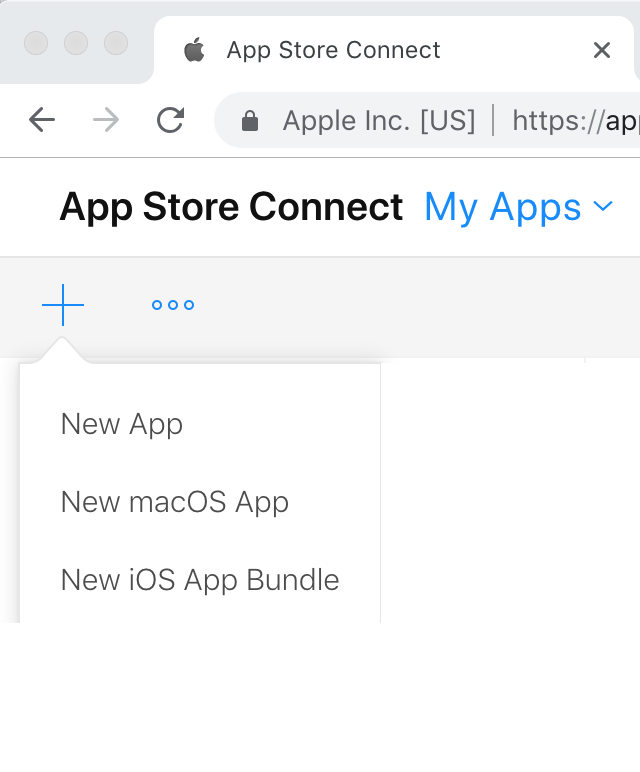 App Store Connect
Apple Inc. [US] | https://app
App Store Connect My Apps
New App
New macOS App
New iOS App Bundle